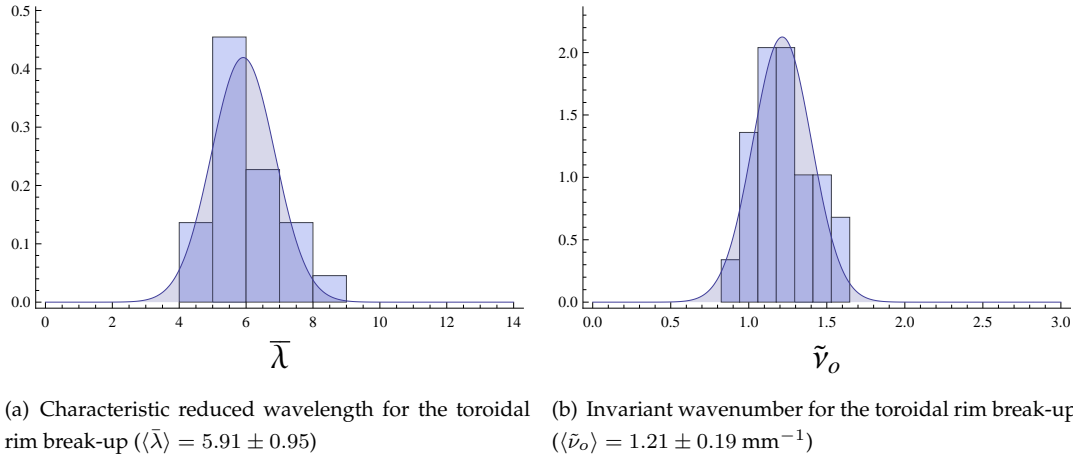 0.5
0.4
0.3
0.2
0.1
0.0
0 2 4 6 8 10 12 14
λ̅
2.0
1.5
1.0
0.5
0.0
0.0 0.5 1.0 1.5 2.0 2.5 3.0
ν̃ₒ
(a) Characteristic reduced wavelength for the toroidal
rim break-up (⟨λ̄⟩ = 5.91 ± 0.95)
(b) Invariant wavenumber for the toroidal rim break-up
(⟨ν̃ₒ⟩ = 1.21 ± 0.19 mm⁻¹)